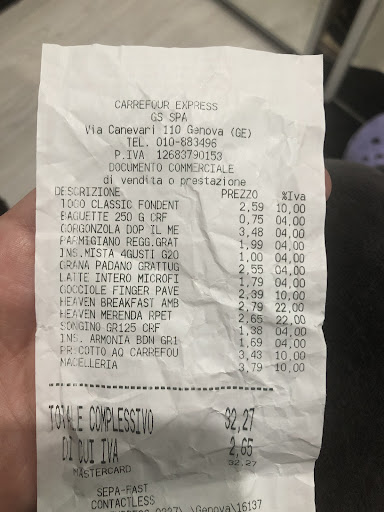 CARREFOUR EXPRESS
GS SPA
Via Canevari 110 Genova (GE)
TEL. 010-883496
P.IVA 12683790153
DOCUMENTO COMMERCIALE
di vendita o prestazione
DESCRIZIONE PREZZO %Iva
1000 CLASSIC FONDENT 2,59 10,00
BAGUETTE 250 G CRF 0,75 04,00
GORGONZOLA DOP IL ME 3,48 04,00
PARMIGIANO REGG.GRAT 1,99 04,00
INS.MISTA 4GUSTI G20 1,00 04,00
GRANA PADANO GRATTUG 2,55 04,00
LATTE INTERO MICROFI 1,79 04,00
COCCIOLE FINGER PAVE 2,39 10,00
HEAVEN BREAKFAST AMB 2,79 22,00
HEAVEN MERENDA RPET 2,65 22,00
SONGINO GR125 CRF 1,38 04,00
INS. ARMONIA BDN GR1 1,69 04,00
PR.COTTO AQ CARREFOU 3,43 10,00
MACELLERIA 3,79 10,00
TOTALE COMPLESSIVO 32,27
DI CUI IVA 2,65
MASTERCARD 32,27
SEPA-FAST
CONTACTLESS
\Genova\16137